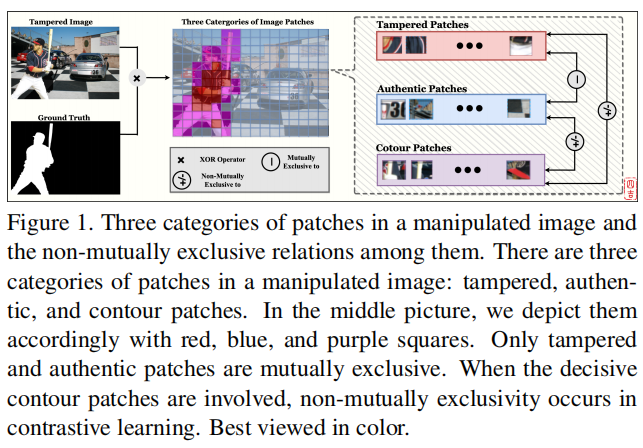 Tampered Image
Three Catergories of Image Patches
Tampered Patches
Authentic Patches
Ground Truth
XOR Operator
Mutually
Exclusive to
Non-Mutually
Exclusive to
Cotour Patches
Figure 1. Three categories of patches in a manipulated image and
the non-mutually exclusive relations among them. There are three
categories of patches in a manipulated image: tampered, authen-
tic, and contour patches. In the middle picture, we depict them
accordingly with red, blue, and purple squares. Only tampered
and authentic patches are mutually exclusive. When the decisive
contour patches are involved, non-mutually exclusivity occurs in
contrastive learning. Best viewed in color.